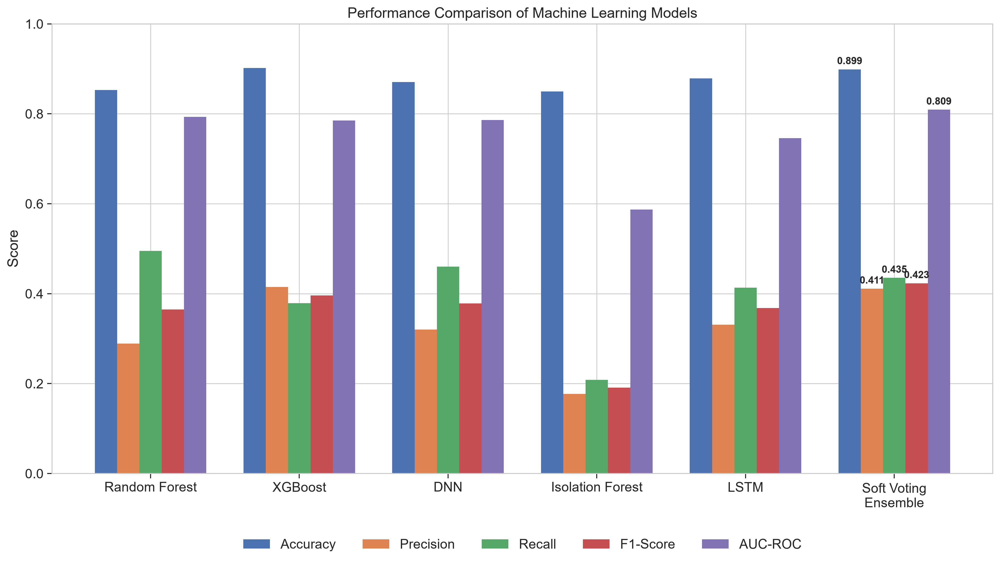 Performance Comparison of Machine Learning Models
Score
1.0
0.8
0.6
0.4
0.2
0.0
0.899
0.411
0.435
0.423
0.809
Random Forest
XGBoost
DNN
Isolation Forest
LSTM
Soft Voting
Ensemble
Accuracy
Precision
Recall
F1-Score
AUC-ROC